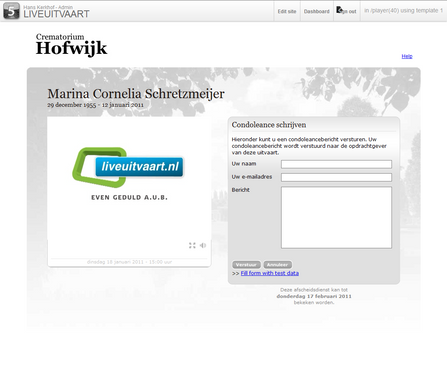 Hans Kerkhof - Admin
LIVEUITVAART
Edit site
Dashboard
Sign out
in /player(40) using template 1
Crematorium
Hofwijk
Help
Marina Cornelia Schretzmeijer
29 december 1955 - 12 januari 2011
liveuitvaart.nl
EVEN GEDULD A.U.B.
dinsdag 18 januari 2011 - 15:00 uur
Condoleance schrijven
Hieronder kunt u een condoleancebericht versturen. Uw
condoleancebericht wordt verstuurd naar de opdrachtgever
van deze uitvaart.
Uw naam
Uw e-mailadres
Bericht
Verstuur
Annuleer
>> Fill form with test data
Deze afscheidsdienst kan tot
donderdag 17 februari 2011
bekeken worden.